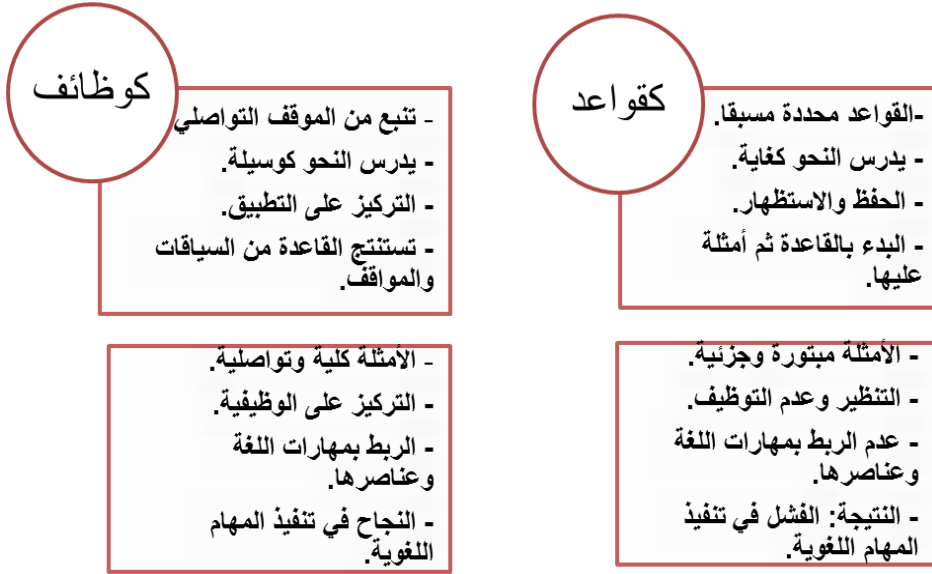 كقواعد
-القواعد محددة مسبقا.
- يدرس النحو كغاية.
- الحفظ والاستظهار.
- البدء بالقاعدة ثم أمثلة
عليها.
- الأمثلة مبتورة وجزئية.
- التنظير وعدم التوظيف.
- عدم الربط بمهارات اللغة
وعناصرها.
- النتيجة: الفشل في تنفيذ
المهام اللغوية.
كوظائف
- تنبع من الموقف التواصلي
- يدرس النحو كوسيلة.
- التركيز على التطبيق.
- تستنتج القاعدة من السياقات
والمواقف.
- الأمثلة كلية وتواصلية.
- التركيز على الوظيفية.
- الربط بمهارات اللغة
وعناصرها.
- النجاح في تنفيذ المهام
اللغوية.